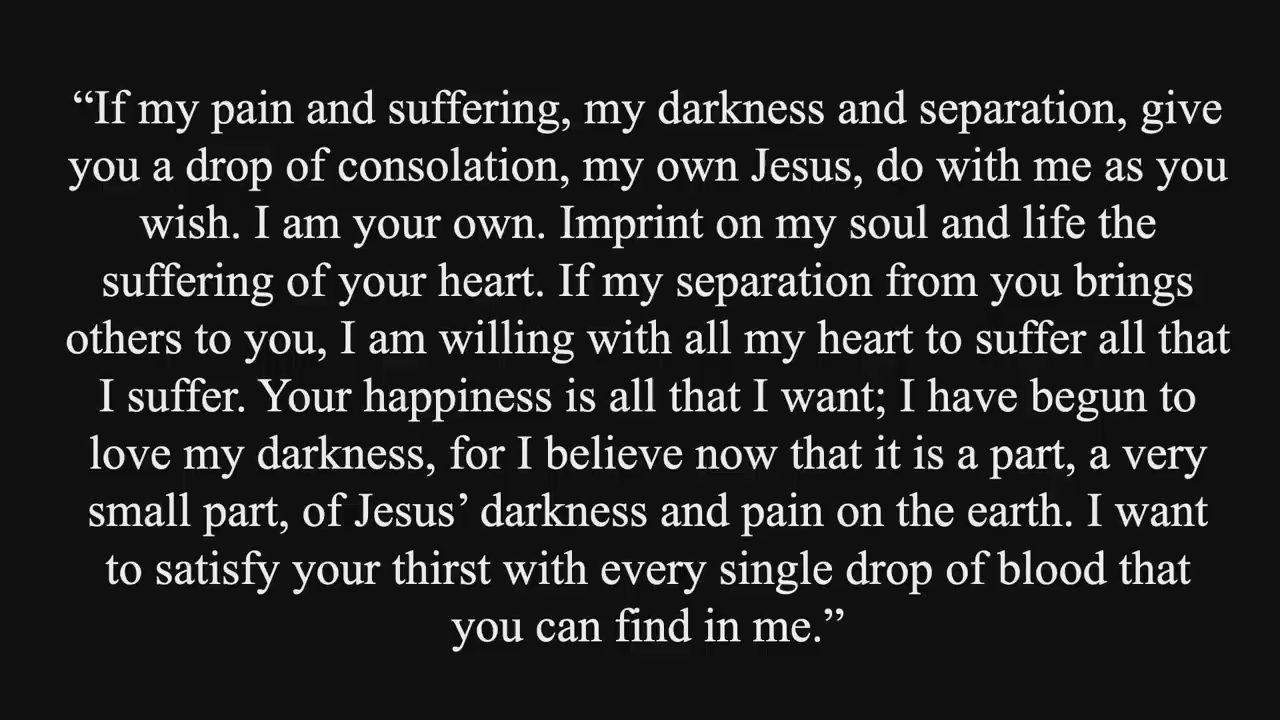 “If my pain and suffering, my darkness and separation, give
you a drop of consolation, my own Jesus, do with me as you
wish. I am your own. Imprint on my soul and life the
suffering of your heart. If my separation from you brings
others to you, I am willing with all my heart to suffer all that
I suffer. Your happiness is all that I want; I have begun to
love my darkness, for I believe now that it is a part, a very
small part, of Jesus’ darkness and pain on the earth. I want
to satisfy your thirst with every single drop of blood that
you can find in me.”